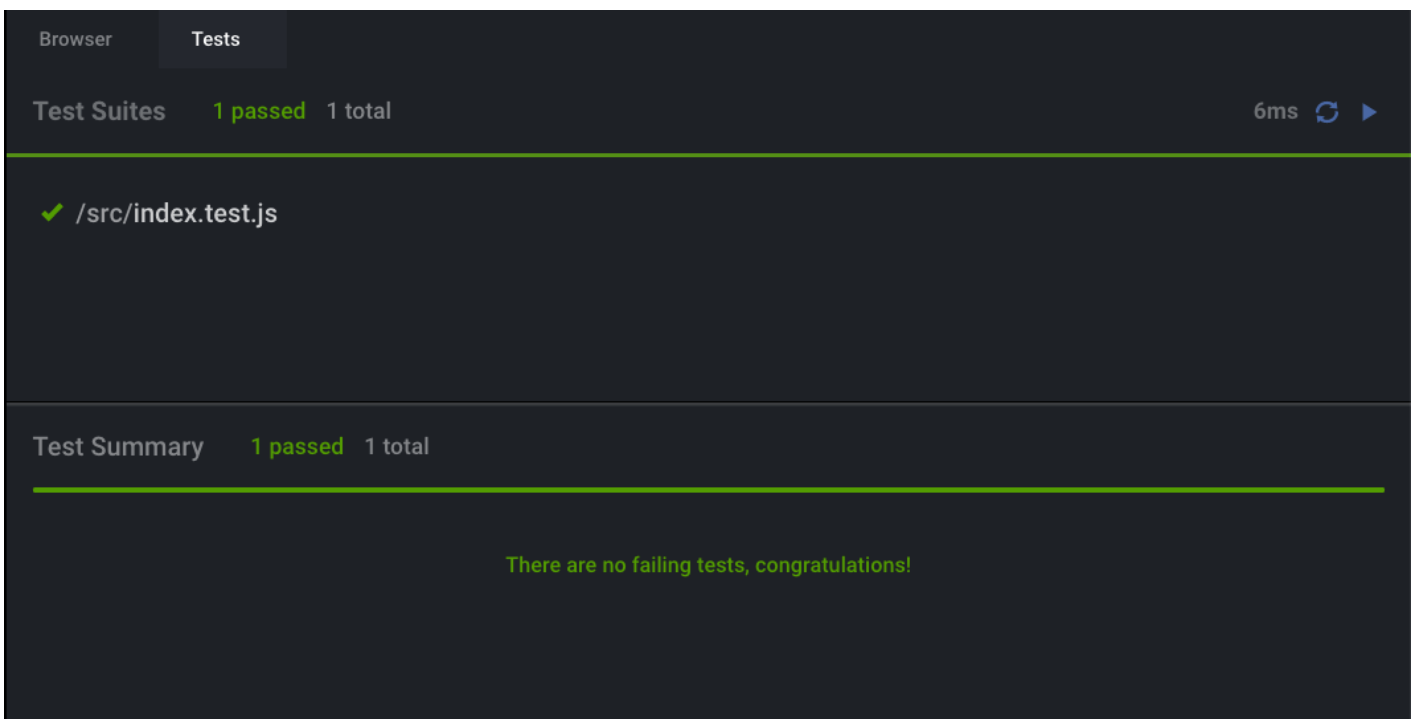 Browser Tests
Test Suites 1 passed 1 total 6ms
/src/index.test.js
Test Summary 1 passed 1 total
There are no failing tests, congratulations!